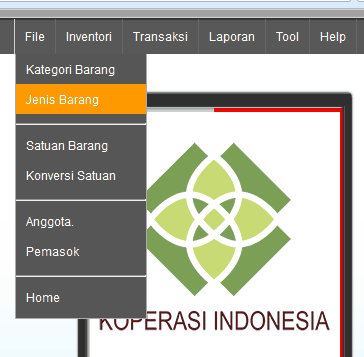 File Inventori Transaksi Laporan Tool Help
Kategori Barang
Jenis Barang
Satuan Barang
Konversi Satuan
Anggota.
Pemasok
Home
KOPERASI INDONESIA